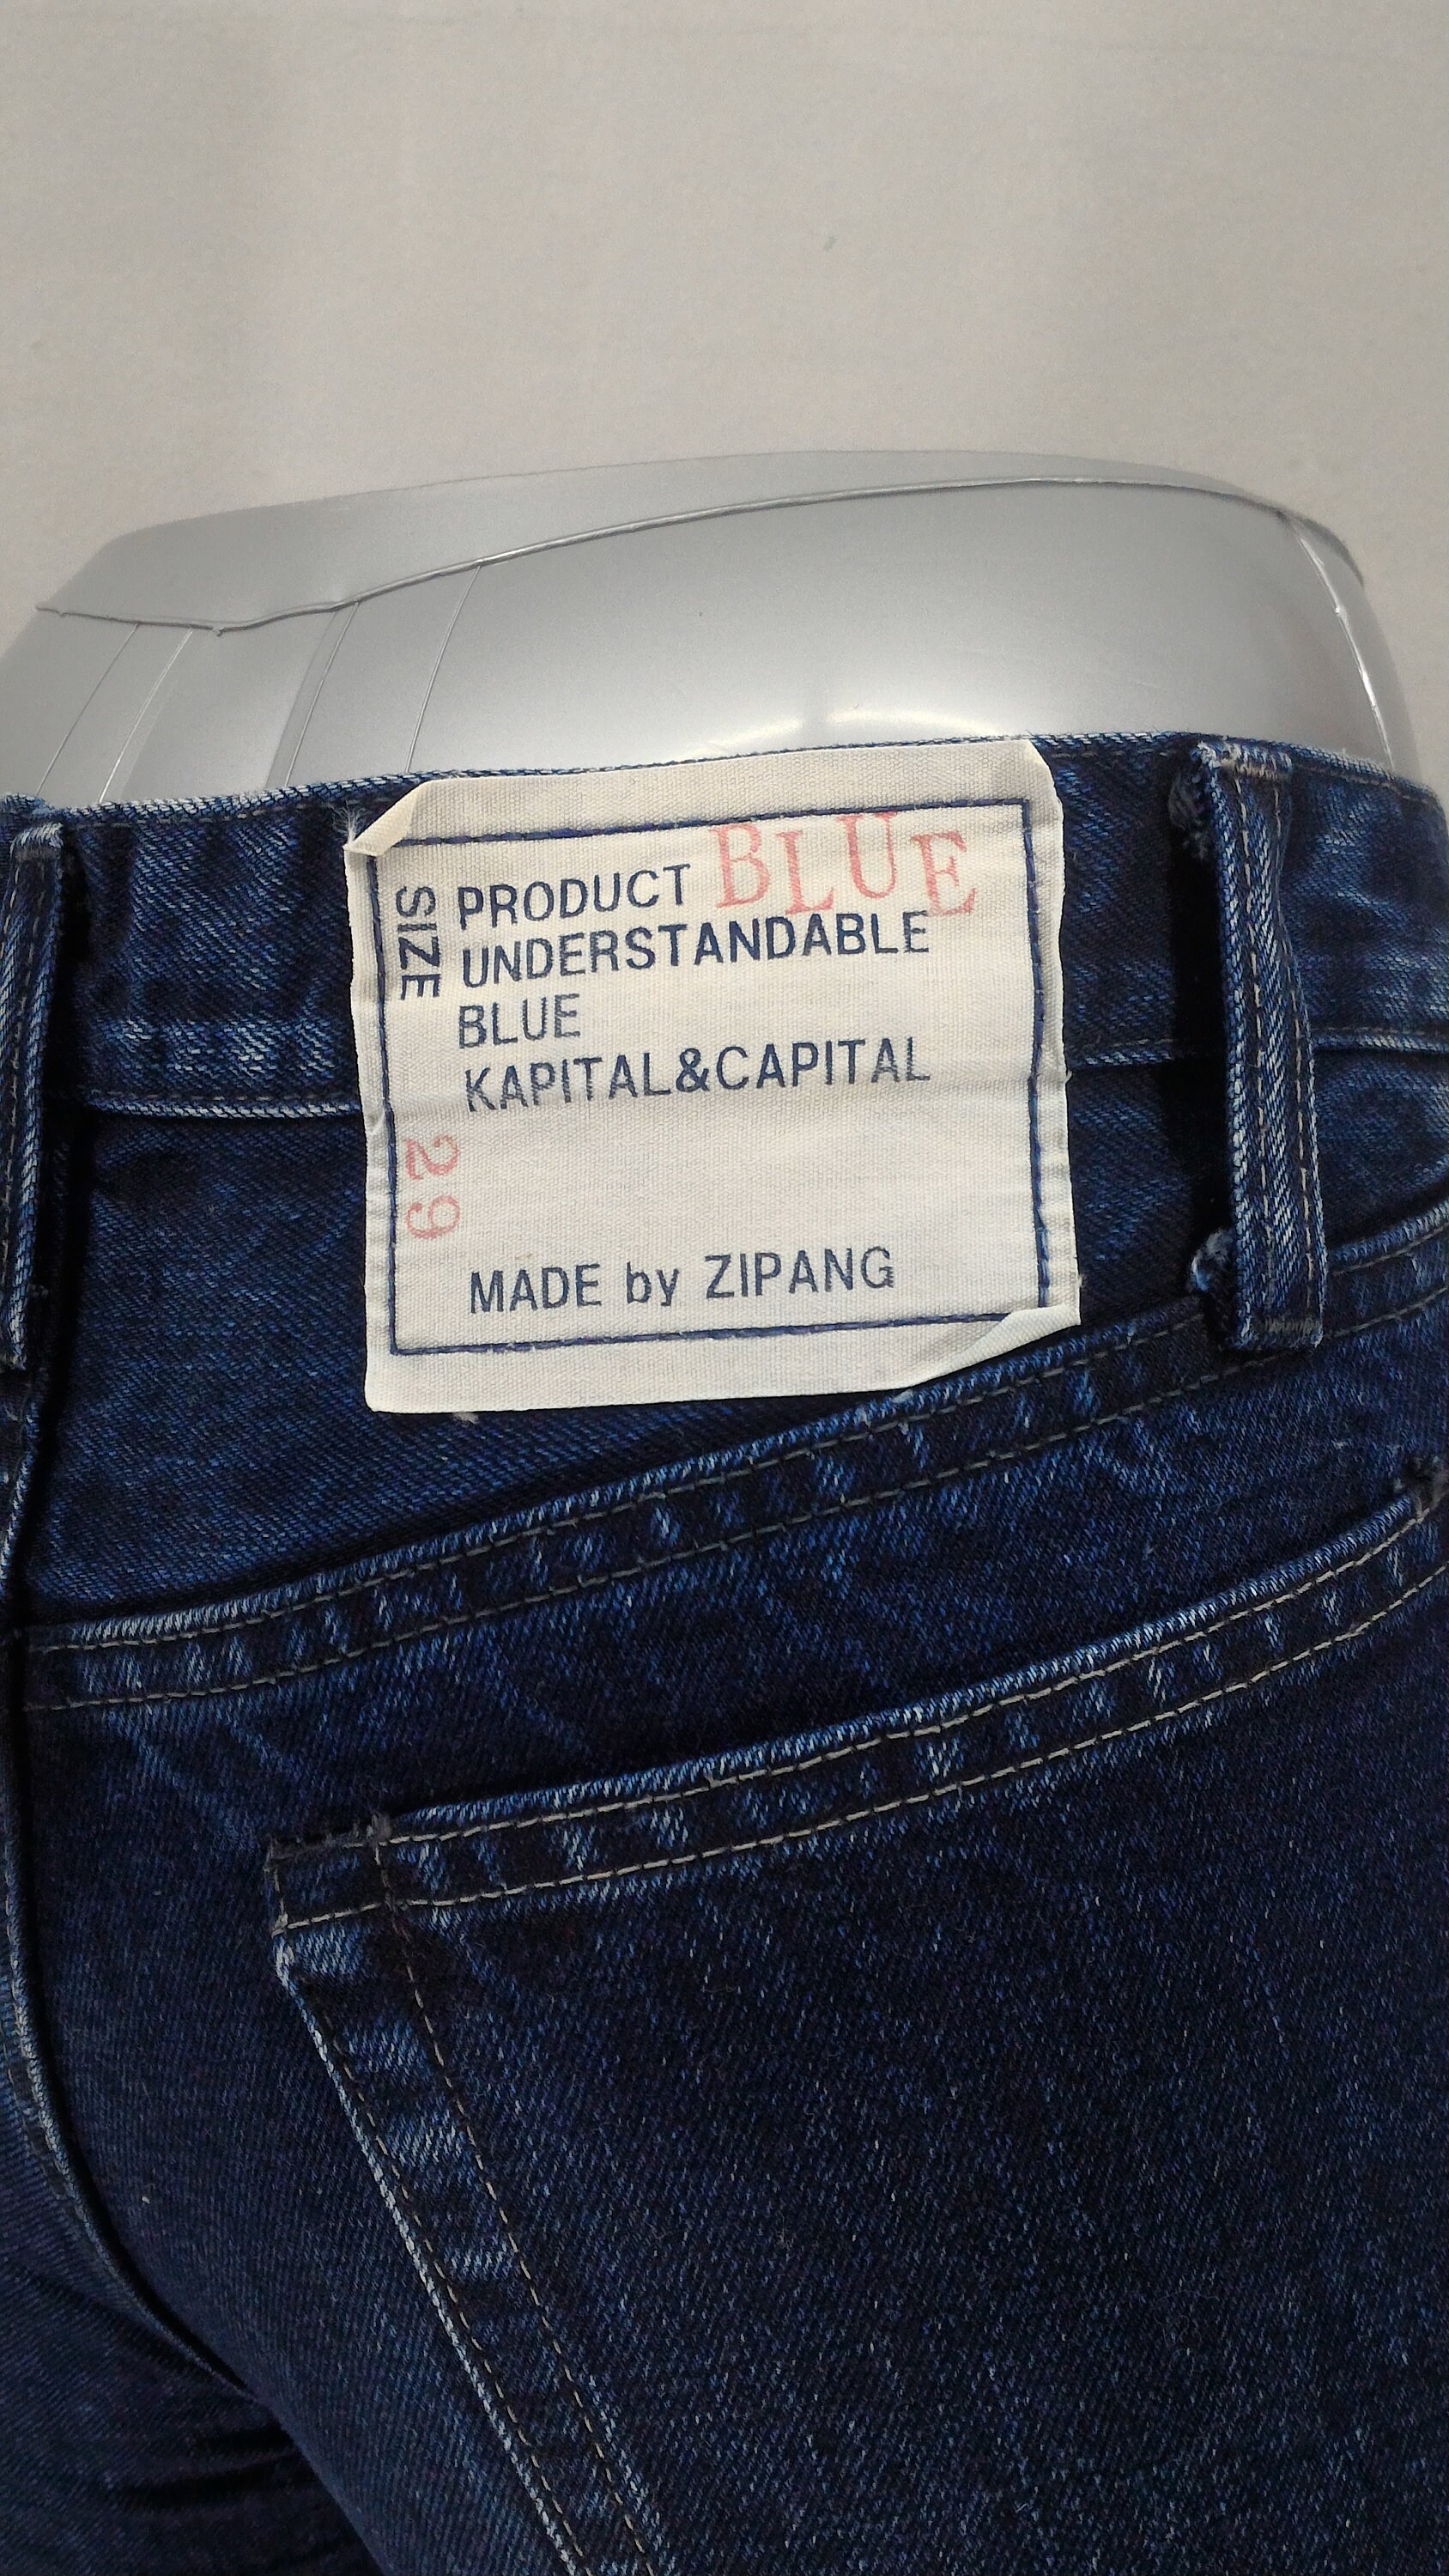 PRODUCT BLUE
UNDERSTANDABLE
BLUE
KAPITAL&CAPITAL
MADE by ZIPANG
SIZE 29